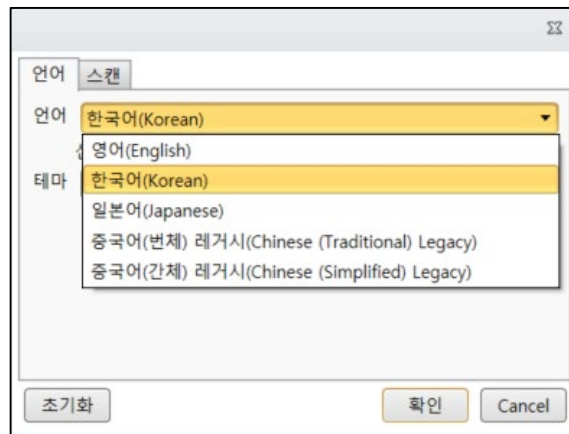 언어 스캔
언어 한국어(Korean)
영어(English)
테마 한국어(Korean)
일본어(Japanese)
중국어(번체) 레거시(Chinese (Traditional) Legacy)
중국어(간체) 레거시(Chinese (Simplified) Legacy)
초기화 확인 Cancel